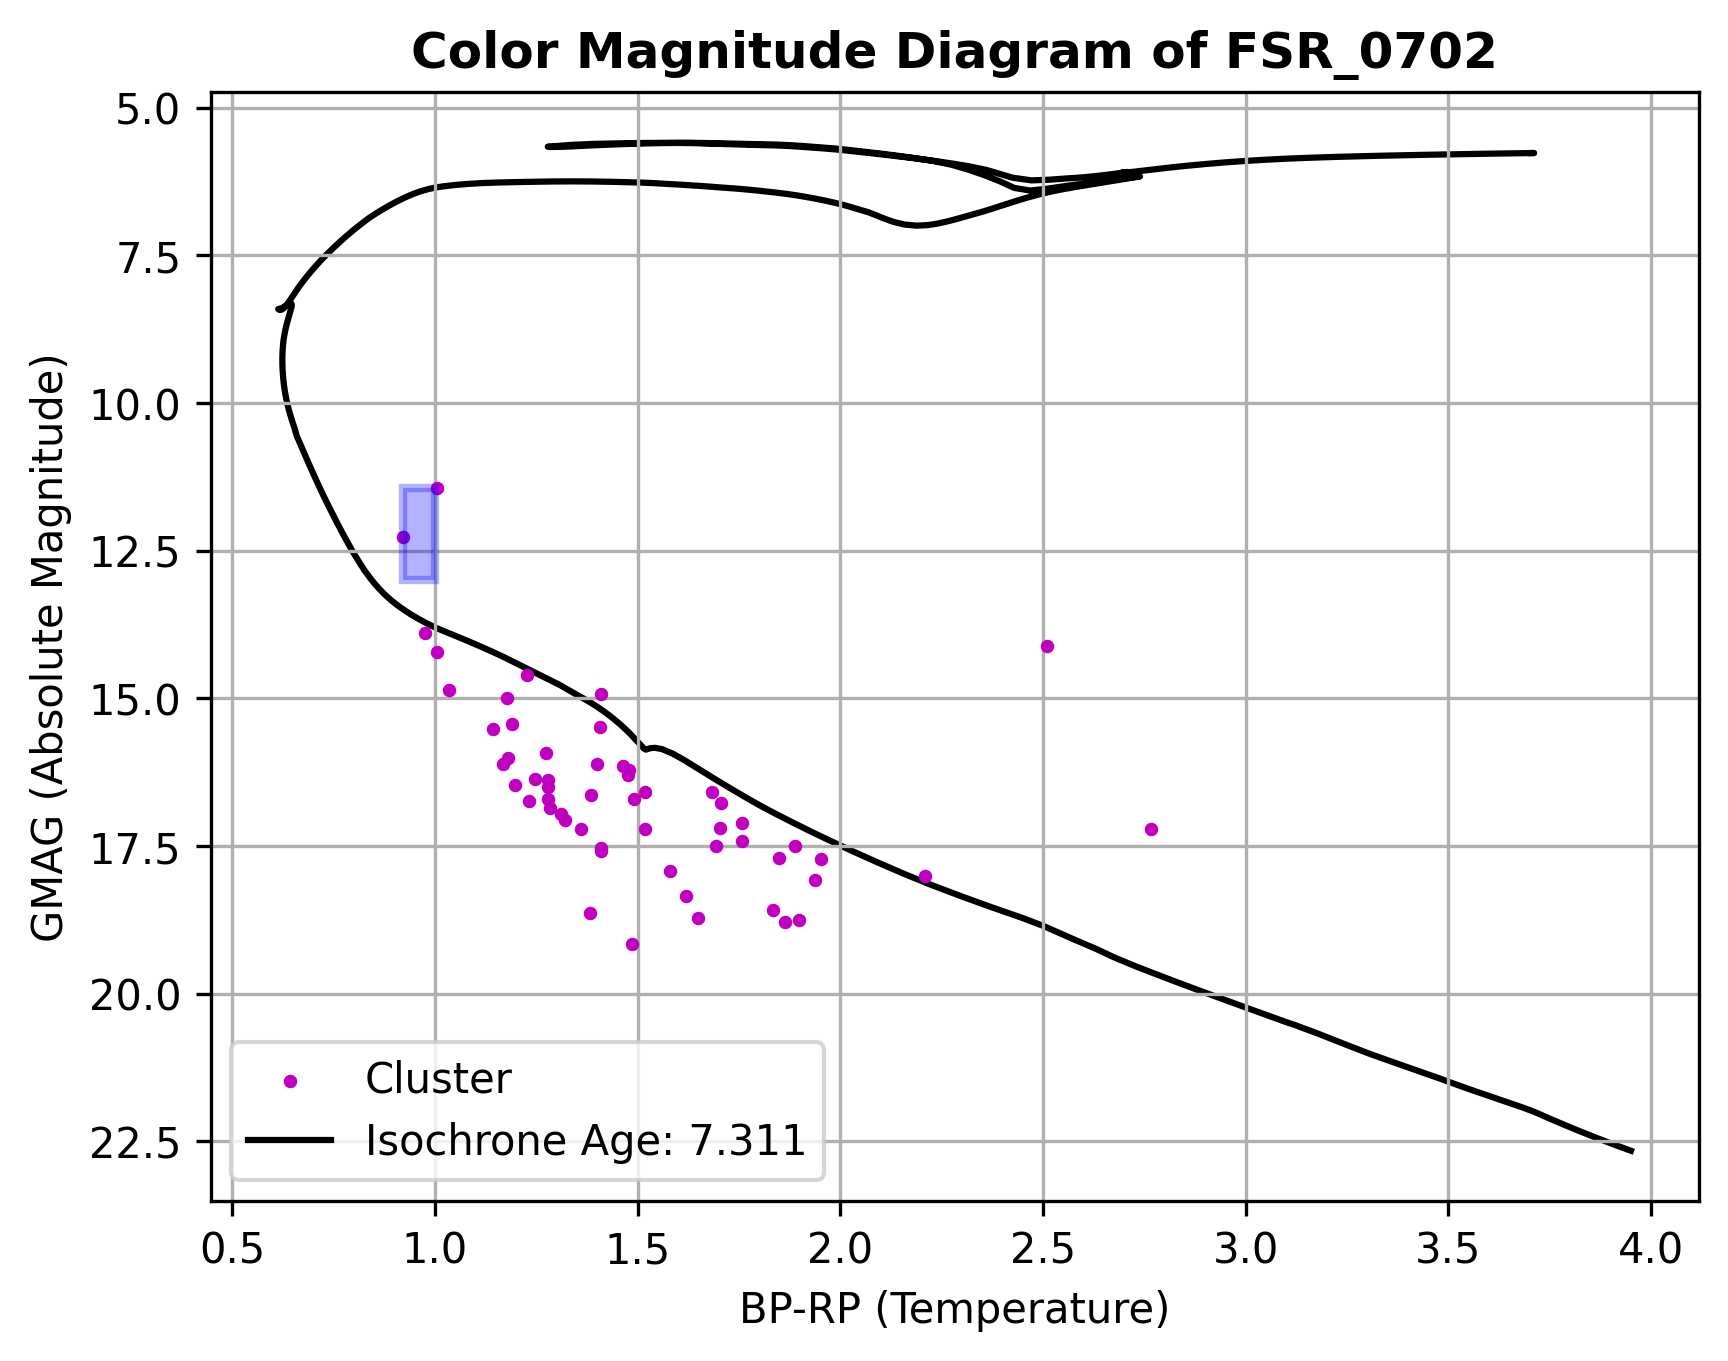 Color Magnitude Diagram of FSR_0702
GMAG (Absolute Magnitude)
5.0
7.5
10.0
12.5
15.0
17.5
20.0
22.5
Cluster
Isochrone Age: 7.311
0.5 1.0 1.5 2.0 2.5 3.0 3.5 4.0
BP-RP (Temperature)